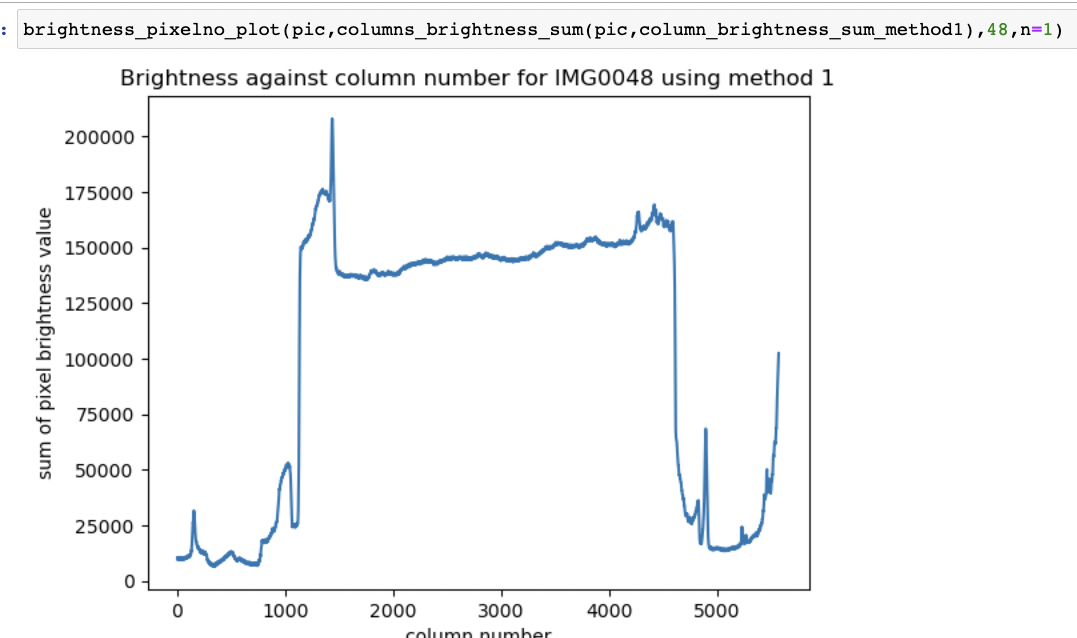 : brightness_pixelno_plot(pic,columns_brightness_sum(pic,column_brightness_sum_method1),48,n=1)
Brightness against column number for IMG0048 using method 1
200000
175000
150000
125000
100000
75000
50000
25000
0
sum of pixel brightness value
0 1000 2000 3000 4000 5000
column number